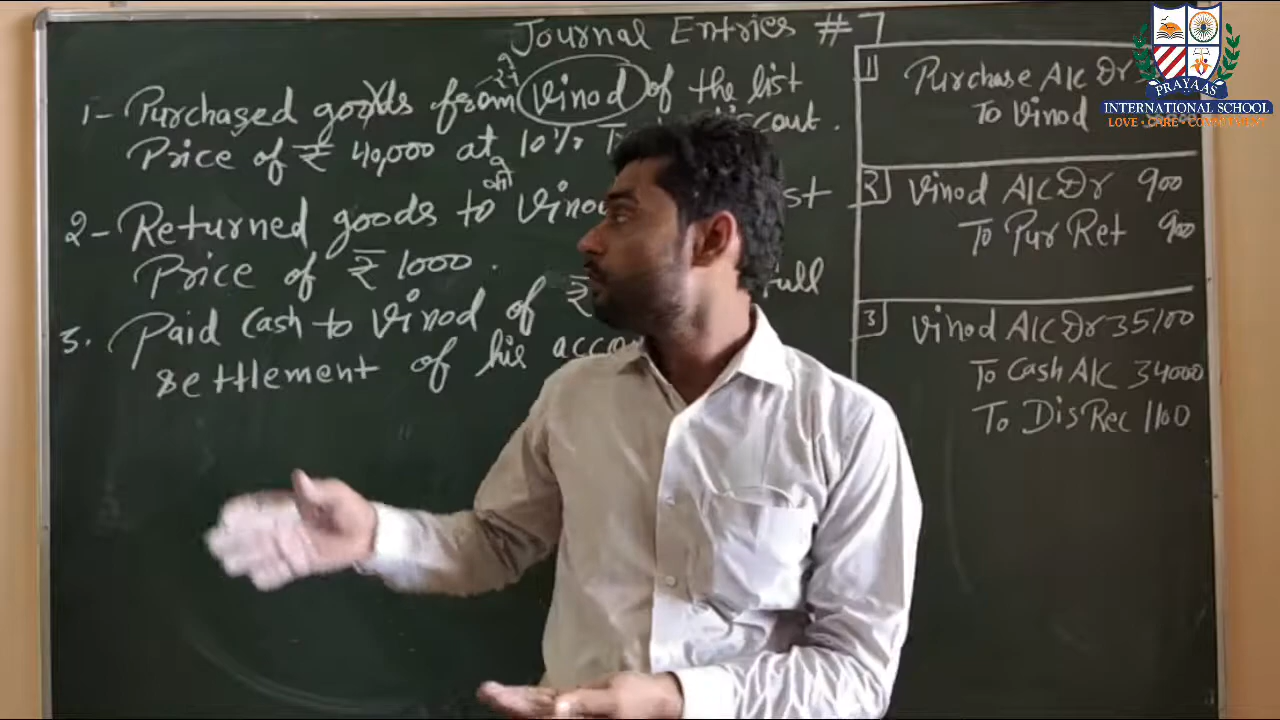 Journal Entries # 7
1- Purchased goods from Vinod of the list
से
Price of ₹ 40,000 at 10%
2- Returned goods to
को
Price of ₹ 1000.
3. Paid Cash to Vinod of ₹
settlement of his
1] Purchase A/C Dr
To Vinod
2] Vinod A/C Dr 900
To Pur Ret 900
3] Vinod A/C Dr 35100
To Cash A/C 34000
To Dis Rec 1100
PRAYAAS
INTERNATIONAL SCHOOL